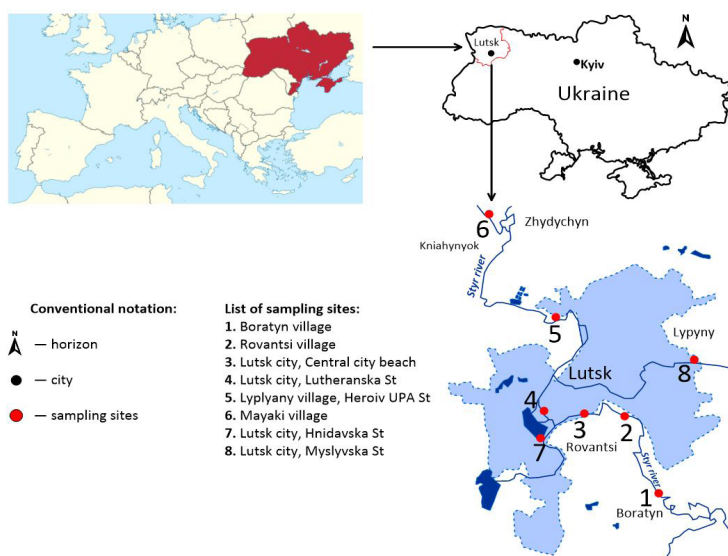 Lutsk
Kyiv
Ukraine
N
6
Zhydychyn
Kniahynyok
Styr river
5
Lypyny
8
Lutsk
4
3
2
7
Rovantsi
Styr river
1
Boratyn
Conventional notation:
N
— horizon
— city
— sampling sites
List of sampling sites:
1. Boratyn village
2. Rovantsi village
3. Lutsk city, Central city beach
4. Lutsk city, Lutheranska St
5. Lyplyany village, Heroiv UPA St
6. Mayaki village
7. Lutsk city, Hnidavska St
8. Lutsk city, Myslyvska St